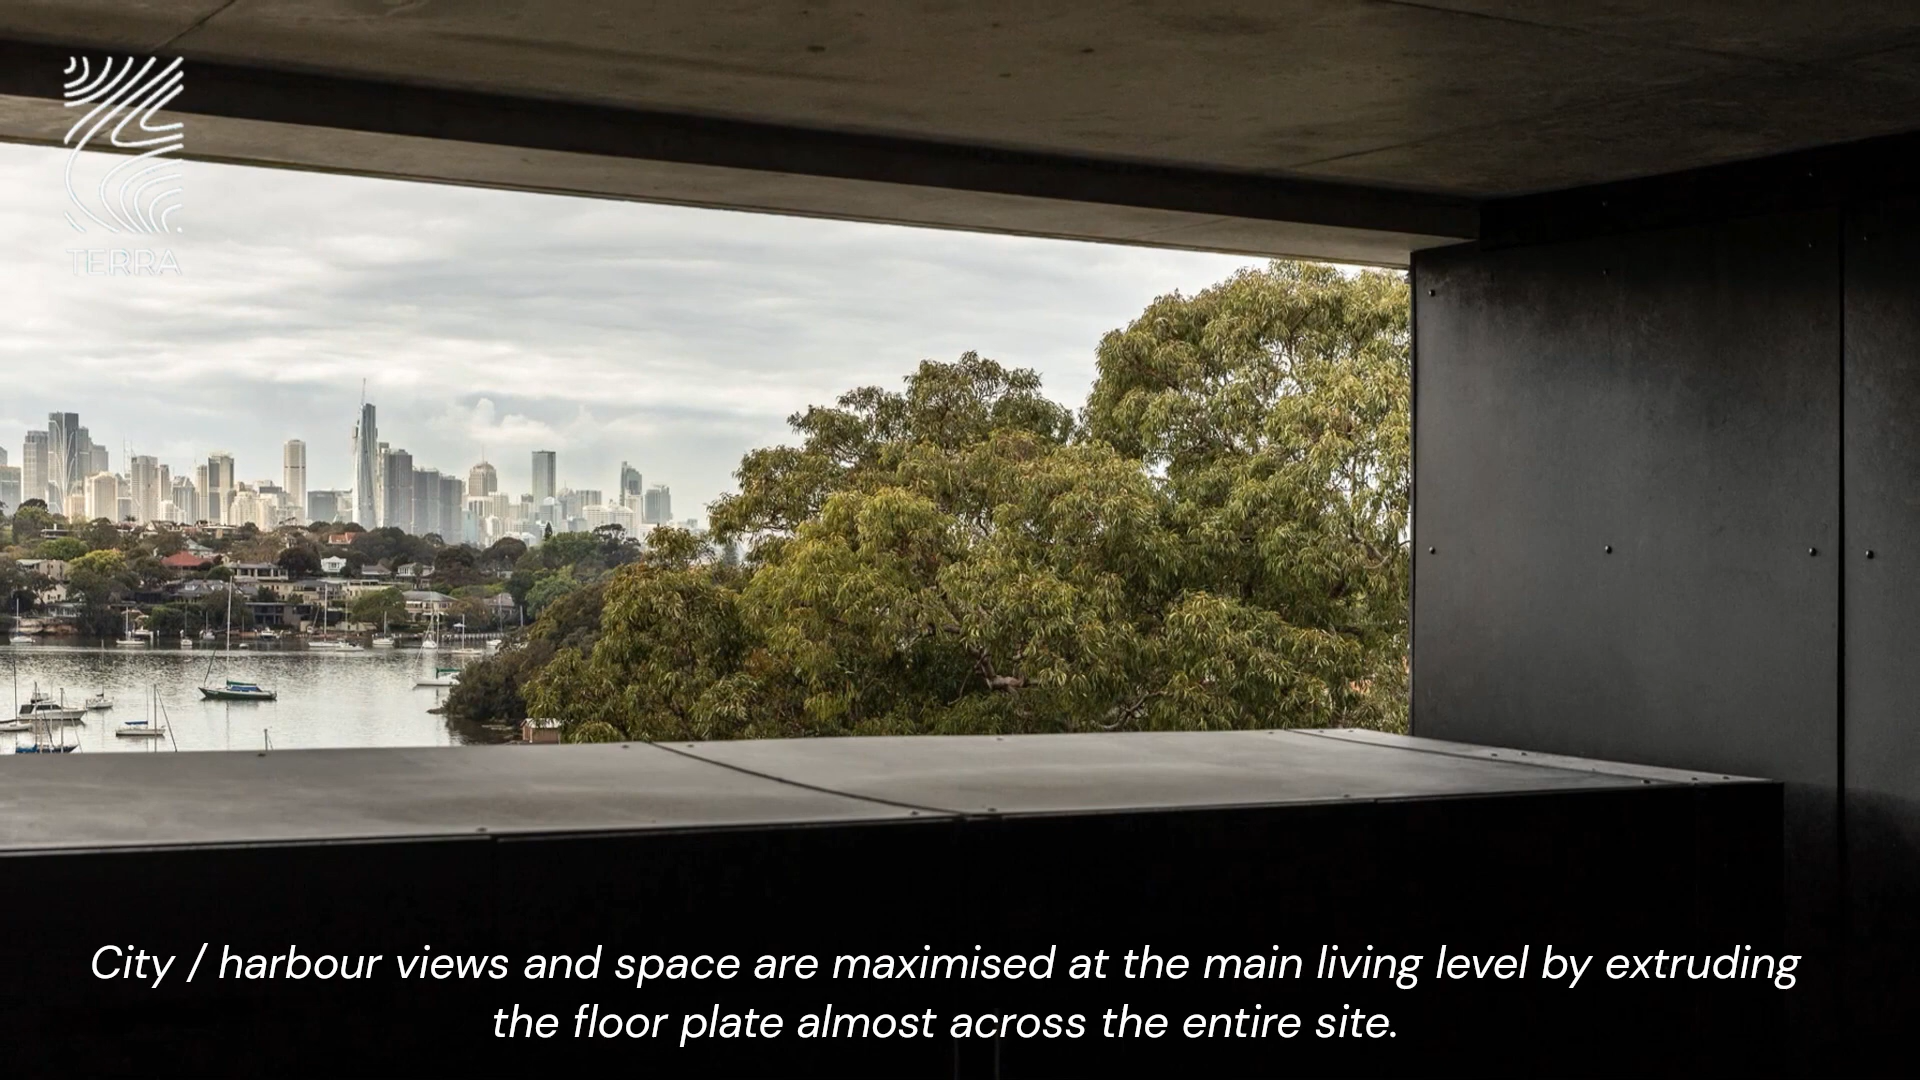 TERRA
City / harbour views and space are maximised at the main living level by extruding
the floor plate almost across the entire site.